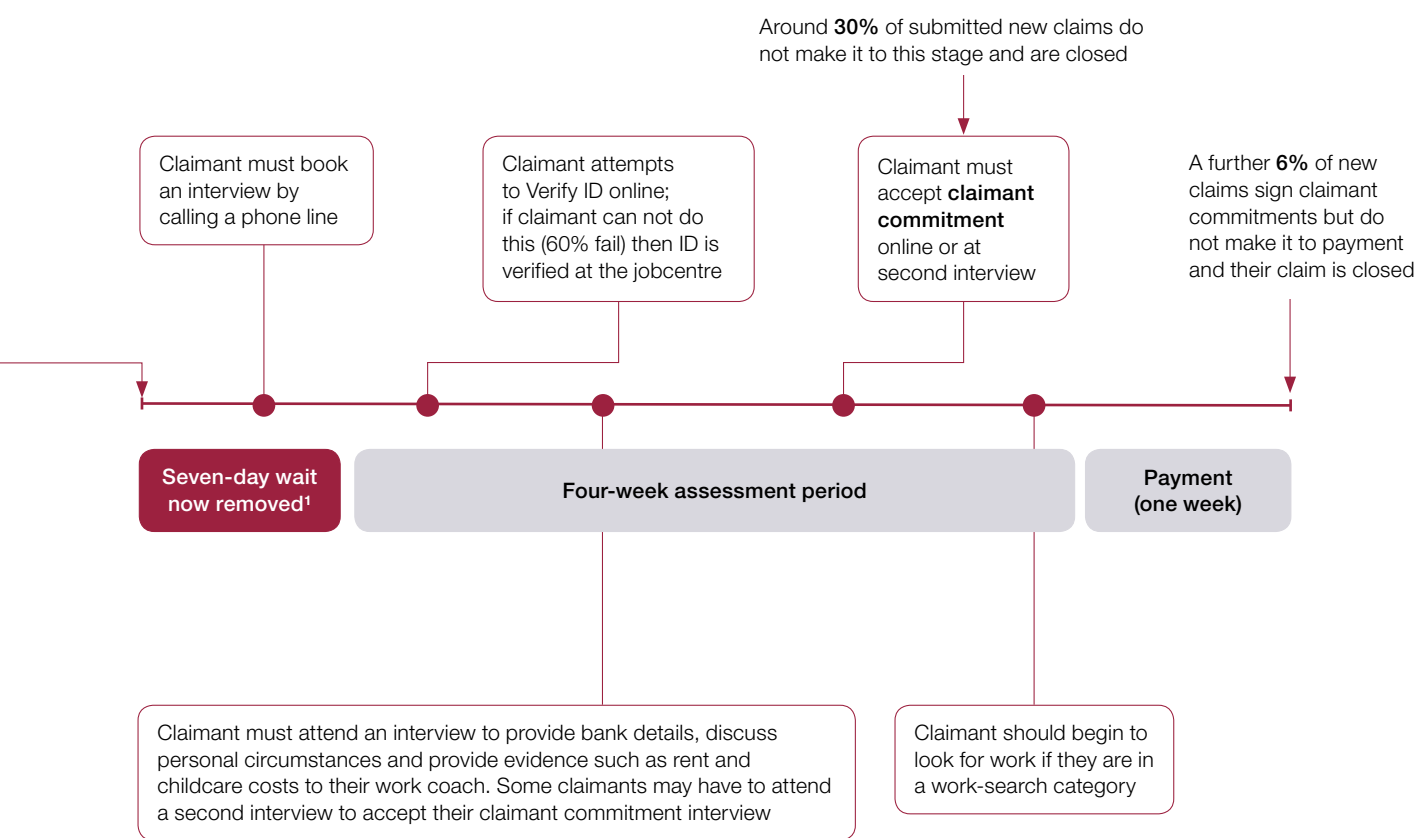 Around 30% of submitted new claims do
not make it to this stage and are closed
Claimant must book
an interview by
calling a phone line
Claimant attempts
to Verify ID online;
if claimant can not do
this (60% fail) then ID is
verified at the jobcentre
Claimant must
accept claimant
commitment
online or at
second interview
A further 6% of new
claims sign claimant
commitments but do
not make it to payment
and their claim is closed
Seven-day wait
now removed¹
Four-week assessment period
Payment
(one week)
Claimant must attend an interview to provide bank details, discuss
personal circumstances and provide evidence such as rent and
childcare costs to their work coach. Some claimants may have to attend
a second interview to accept their claimant commitment interview
Claimant should begin to
look for work if they are in
a work-search category